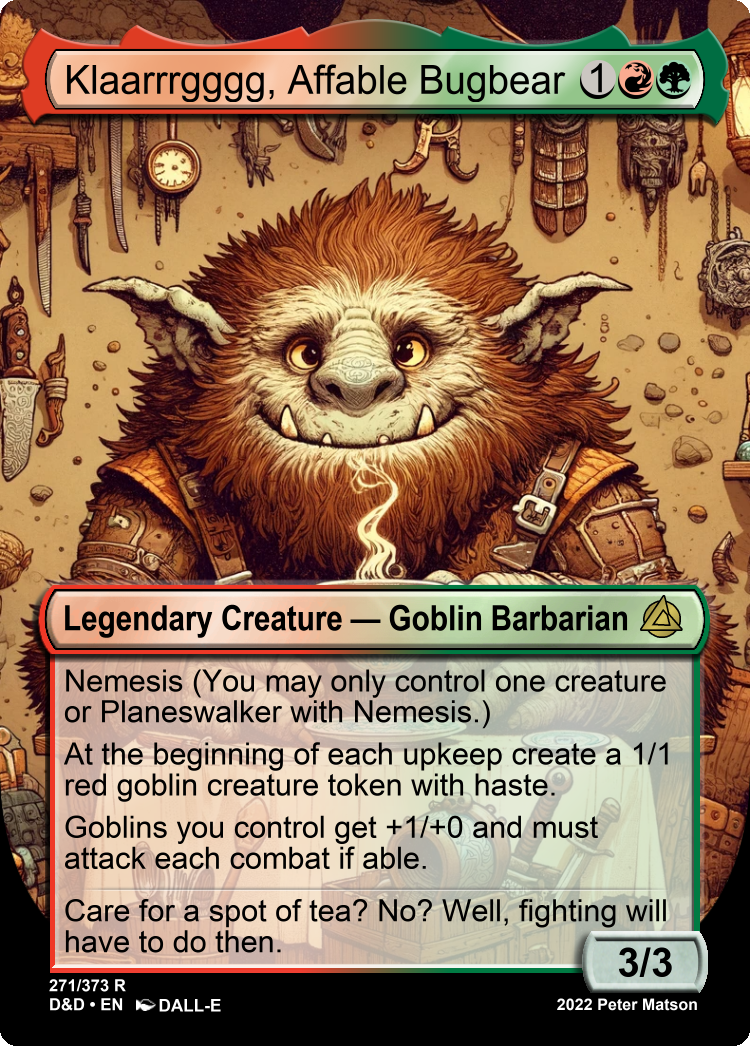 Klaarrrgggg, Affable Bugbear 1
Legendary Creature — Goblin Barbarian
Nemesis (You may only control one creature
or Planeswalker with Nemesis.)
At the beginning of each upkeep create a 1/1
red goblin creature token with haste.
Goblins you control get +1/+0 and must
attack each combat if able.
Care for a spot of tea? No? Well, fighting will
have to do then.
3/3
271/373 R
D&D • EN DALL-E
2022 Peter Matson